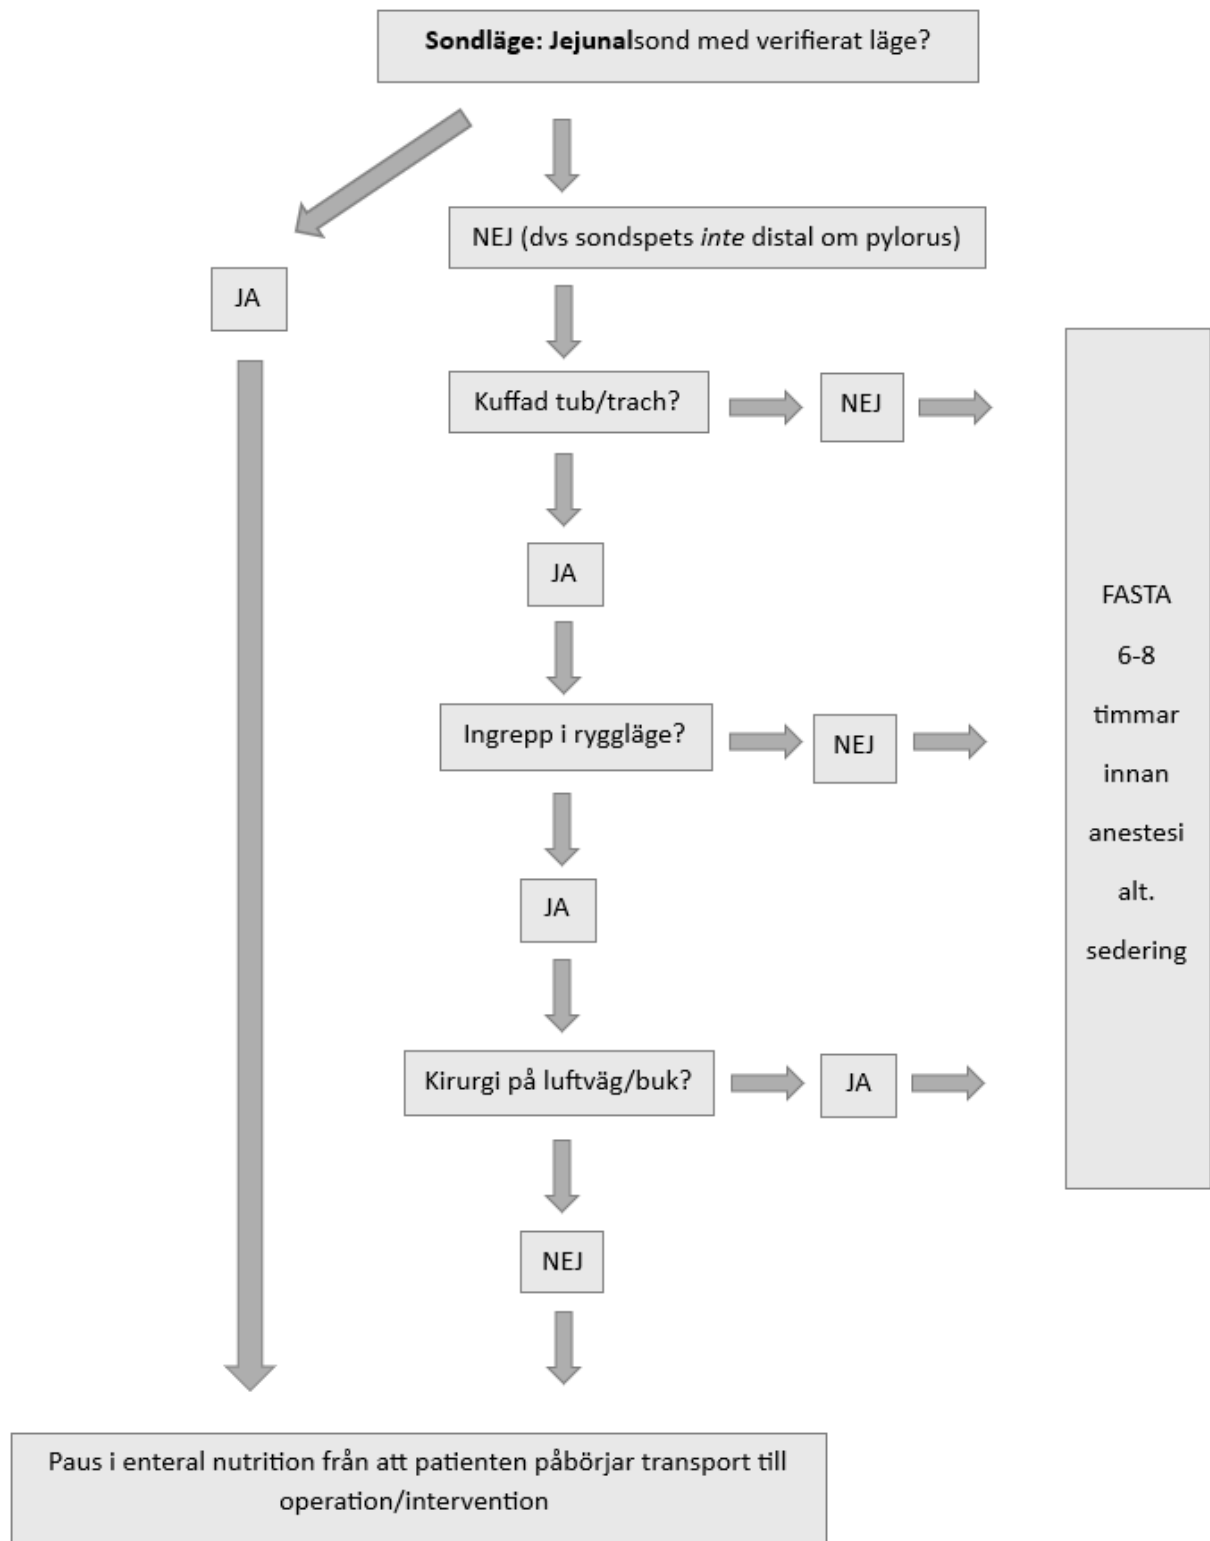 Sondläge: Jejunalsond med verifierat läge?
NEJ (dvs sondspets inte distal om pylorus)
JA
Kuffad tub/trach?
NEJ
JA
Ingrepp i ryggläge?
NEJ
JA
Kirurgi på luftväg/buk?
JA
NEJ
FASTA
6-8
timmar
innan
anestesi
alt.
sedering
Paus i enteral nutrition från att patienten påbörjar transport till
operation/intervention